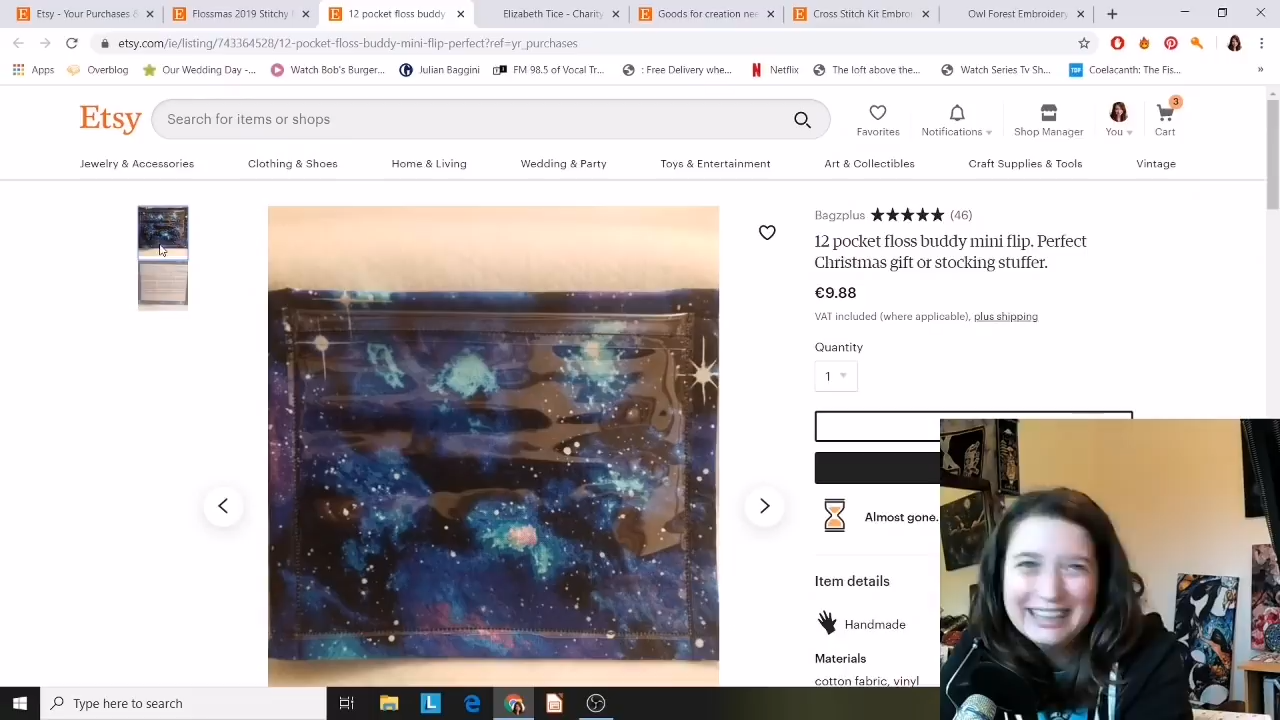 Etsy - Your Purchases &
Flossmas 2019 Stitchy
12 pocket floss buddy
Elizabeth Tice - Charity
Goods for creation nee
Cross Stitch Kit Embro
Owl Forest Embroidery
etsy.com/ie/listing/743364528/12-pocket-floss-buddy-mini-flip-perfect?ref=yr_purchases
Apps
Overblog
Our Wedding Day -...
Watch Bob's Burger...
Julian Baggini
FM 98.5 of Vocal Tr...
: Free Delivery whe...
Netflix
The loft above the...
Watch Series Tv Sh...
TDF Coelacanth: The Fis...
»
Etsy
Search for items or shops
Favorites
Notifications
Shop Manager
You
3
Cart
Jewelry & Accessories
Clothing & Shoes
Home & Living
Wedding & Party
Toys & Entertainment
Art & Collectibles
Craft Supplies & Tools
Vintage
Bagzplus ★★★★★ (46)
12 pocket floss buddy mini flip. Perfect
Christmas gift or stocking stuffer.
€9.88
VAT included (where applicable), plus shipping
Quantity
1
Almost gone.
Item details
Handmade
Materials
cotton fabric, vinyl
Type here to search